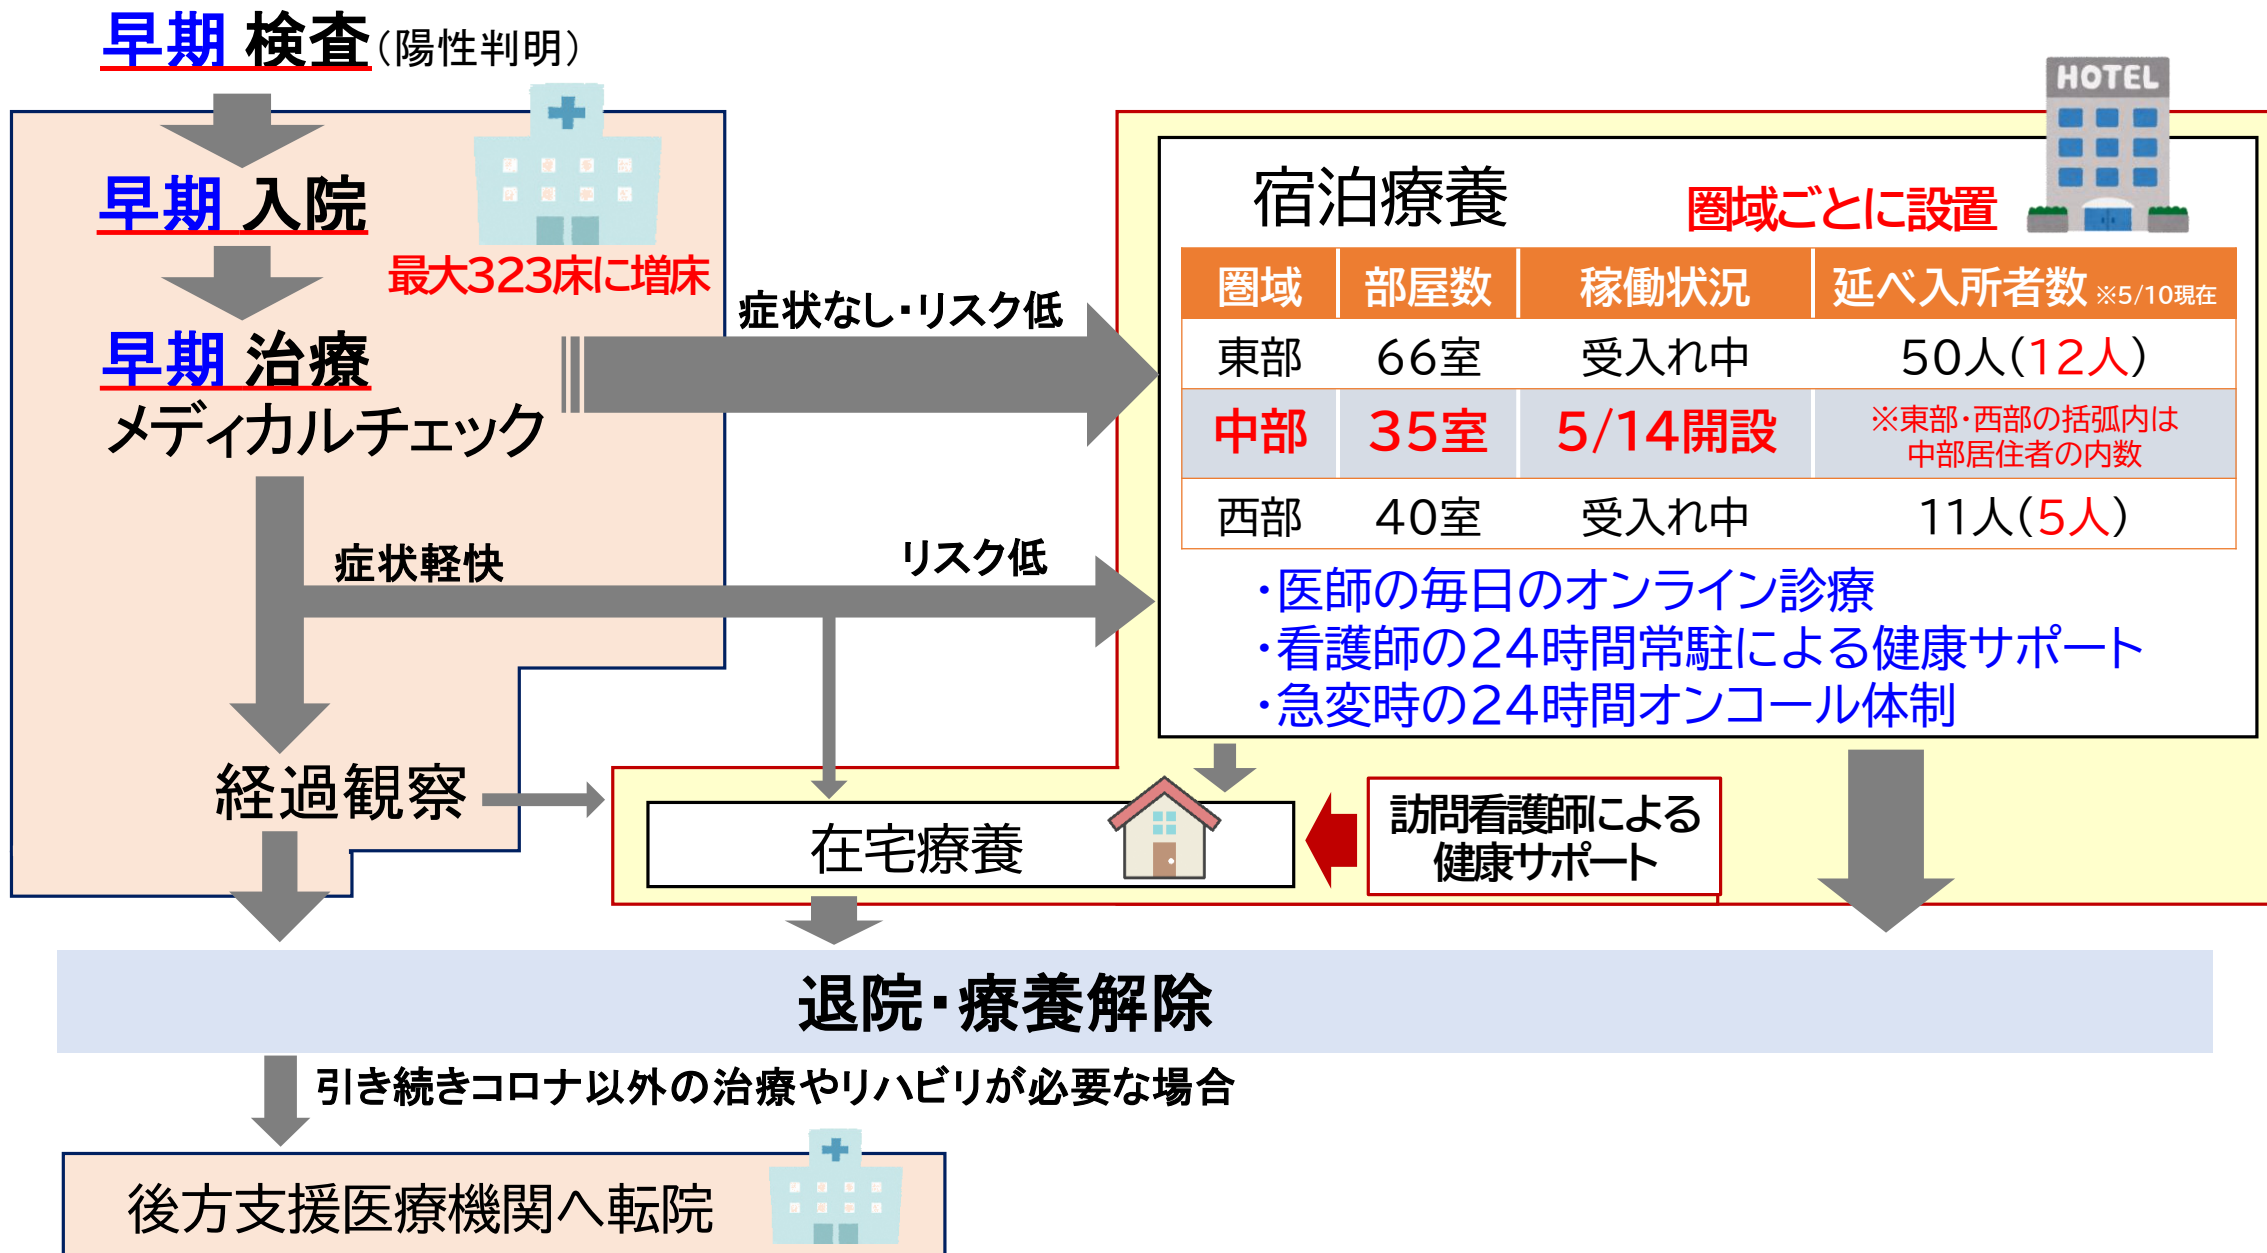 早期 検査（陽性判明）
早期 入院
最大323床に増床
早期 治療
メディカルチェック
症状なし・リスク低
症状軽快
リスク低
経過観察
HOTEL
宿泊療養
圏域ごとに設置
圏域 部屋数 稼働状況 延べ入所者数 ※5/10現在
東部 66室 受入れ中 50人（12人）
中部 35室 5/14開設 ※東部・西部の括弧内は
中部居住者の内数
西部 40室 受入れ中 11人（5人）
・医師の毎日のオンライン診療
・看護師の24時間常駐による健康サポート
・急変時の24時間オンコール体制
在宅療養
訪問看護師による
健康サポート
退院・療養解除
引き続きコロナ以外の治療やリハビリが必要な場合
後方支援医療機関へ転院